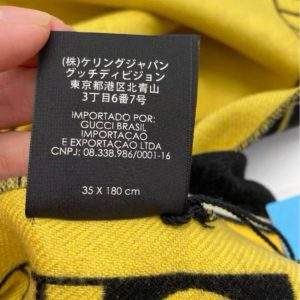 (株)ケリングジャパン
グッチディビジョン
東京都港区北青山
3丁目6番7号
IMPORTADO POR:
GUCCI BRASIL
IMPORTACAO
E EXPORTACAO LTDA
CNPJ: 08.338.986/0001-16
35 X 180 cm